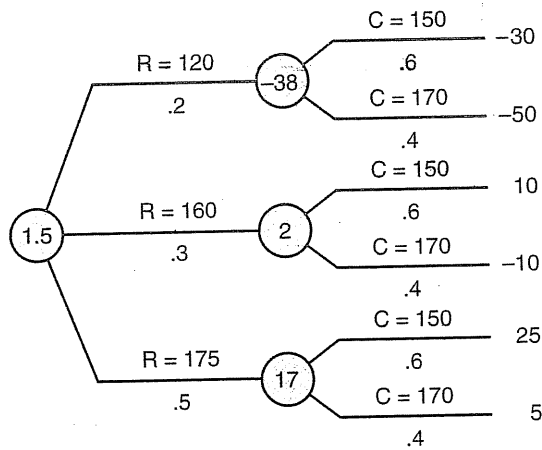 C = 150
-30
.6
R = 120
-38
.2
C = 170
-50
.4
C = 150
10
.6
R = 160
1.5
2
.3
C = 170
-10
.4
C = 150
25
.6
R = 175
17
.5
C = 170
5
.4